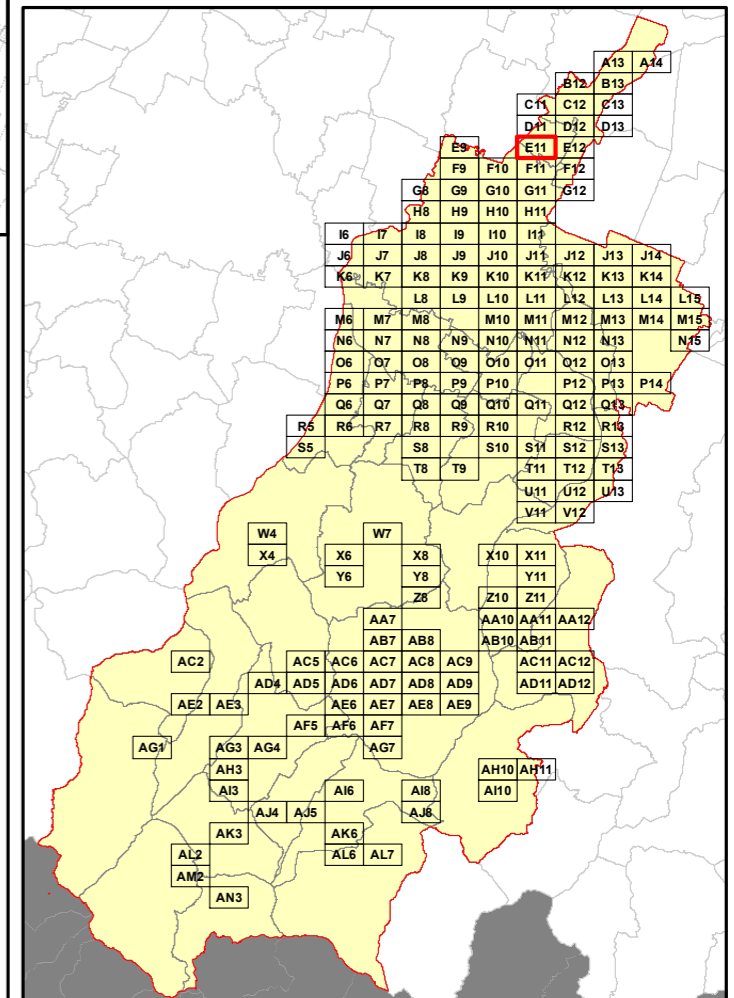 A13 A14
B12 B13
C11 C12 C13
D11 D12 D13
E9 E11 E12
F9 F10 F11 F12
G8 G9 G10 G11 G12
H8 H9 H10 H11
I6 I7 I8 I9 I10 I11
J6 J7 J8 J9 J10 J11 J12 J13 J14
K6 K7 K8 K9 K10 K11 K12 K13 K14
L8 L9 L10 L11 L12 L13 L14 L15
M6 M7 M8 M10 M11 M12 M13 M14 M15
N6 N7 N8 N9 N10 N11 N12 N13 N15
O6 O7 O8 O9 O10 O11 O12 O13
P6 P7 P8 P9 P10 P12 P13 P14
Q6 Q7 Q8 Q9 Q10 Q11 Q12 Q13
R5 R6 R7 R8 R9 R10 R12 R13
S5 S8 S10 S11 S12 S13
T8 T9 T11 T12 T13
U11 U12 U13
V11 V12
W4 W7
X4 X6 X8 X10 X11
Y6 Y8 Y11
Z8 Z10 Z11
AA7 AA10 AA11 AA12
AB7 AB8 AB10 AB11
AC2 AC5 AC6 AC7 AC8 AC9 AC11 AC12
AD4 AD5 AD6 AD7 AD8 AD9 AD11 AD12
AE2 AE3 AE6 AE7 AE8 AE9
AF5 AF6 AF7
AG1 AG3 AG4 AG7
AH3 AH10 AH11
AI3 AI6 AI8 AI10
AJ4 AJ5 AJ8
AK3 AK6
AL2 AL6 AL7
AM2
AN3